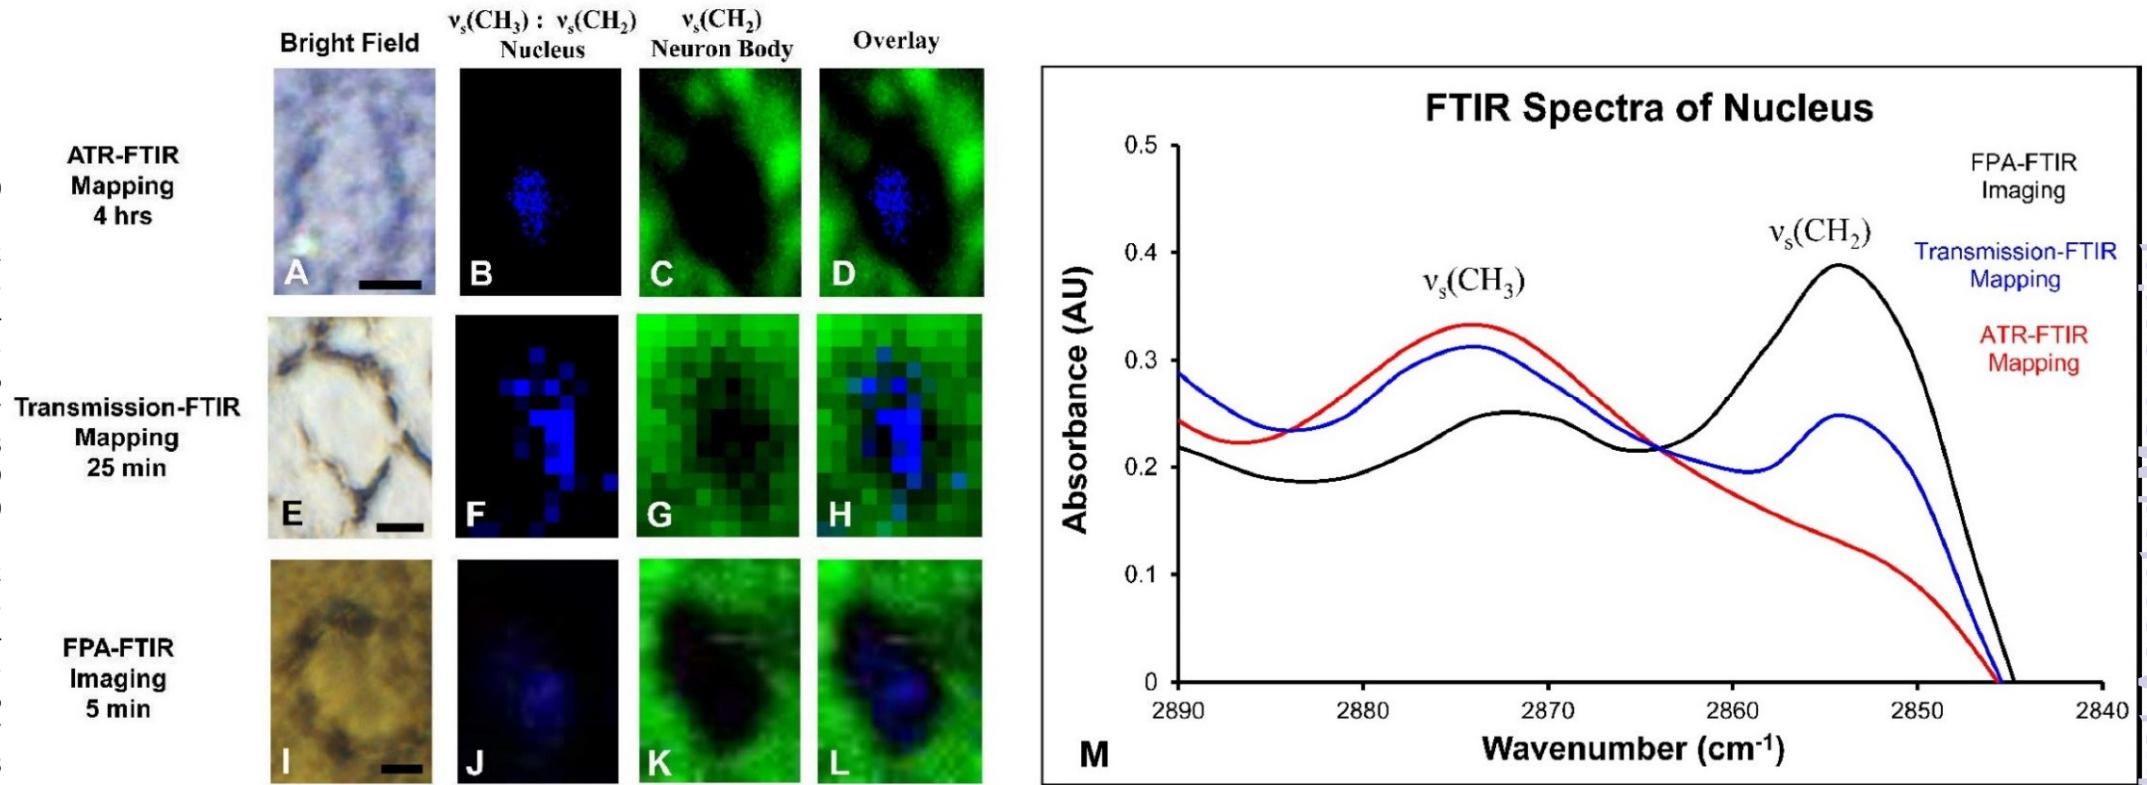 Bright Field
νs(CH3) : νs(CH2)
Nucleus
νs(CH2)
Neuron Body
Overlay
ATR-FTIR
Mapping
4 hrs
A
B
C
D
Transmission-FTIR
Mapping
25 min
E
F
G
H
FPA-FTIR
Imaging
5 min
I
J
K
L
FTIR Spectra of Nucleus
0.5
0.4
0.3
0.2
0.1
0
Absorbance (AU)
νs(CH3)
νs(CH2)
FPA-FTIR
Imaging
Transmission-FTIR
Mapping
ATR-FTIR
Mapping
2890 2880 2870 2860 2850 2840
Wavenumber (cm-1)
M